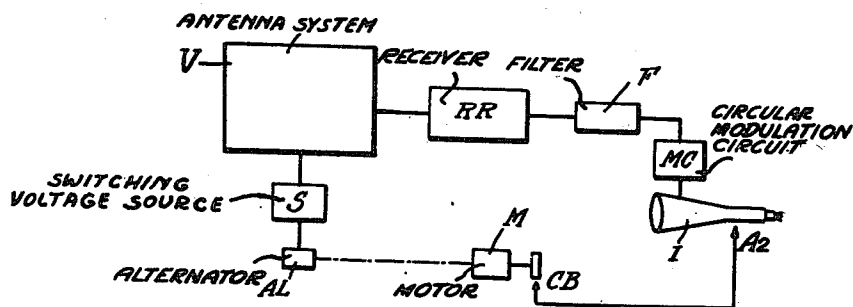 ANTENNA SYSTEM
V
RECEIVER
RR
FILTER
F
CIRCULAR
MODULATION
CIRCUIT
MC
SWITCHING
VOLTAGE SOURCE
S
I
A2
ALTERNATOR
AL
MOTOR
M
CB